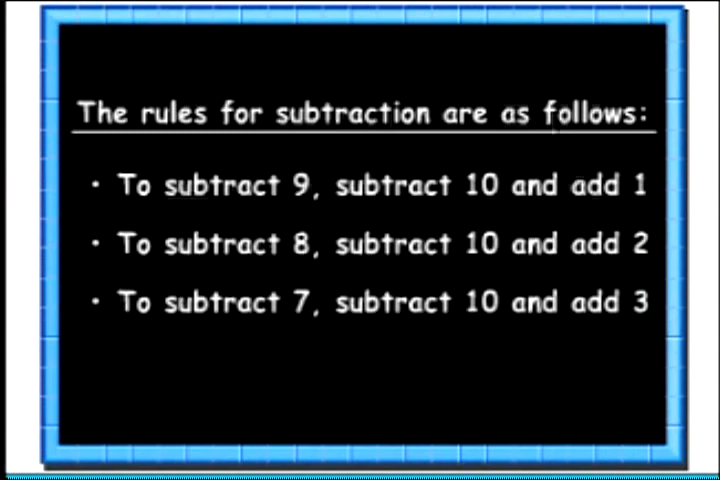 The rules for subtraction are as follows:
• To subtract 9, subtract 10 and add 1
• To subtract 8, subtract 10 and add 2
• To subtract 7, subtract 10 and add 3